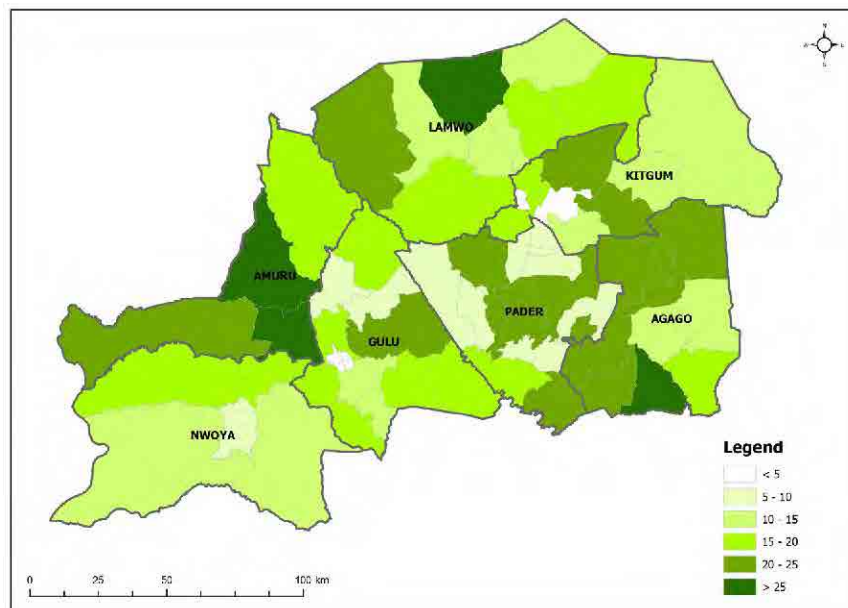 N
W
E
S
LAMWO
KITGUM
AMURU
PADER
AGAGO
GULU
NWOYA
Legend
< 5
5 - 10
10 - 15
15 - 20
20 - 25
> 25
0 25 50 100 km